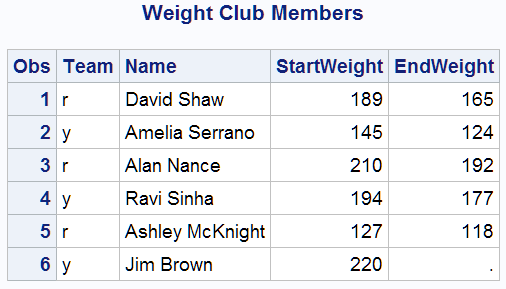 Weight Club Members
Obs Team Name StartWeight EndWeight
1 r David Shaw 189 165
2 y Amelia Serrano 145 124
3 r Alan Nance 210 192
4 y Ravi Sinha 194 177
5 r Ashley McKnight 127 118
6 y Jim Brown 220 .